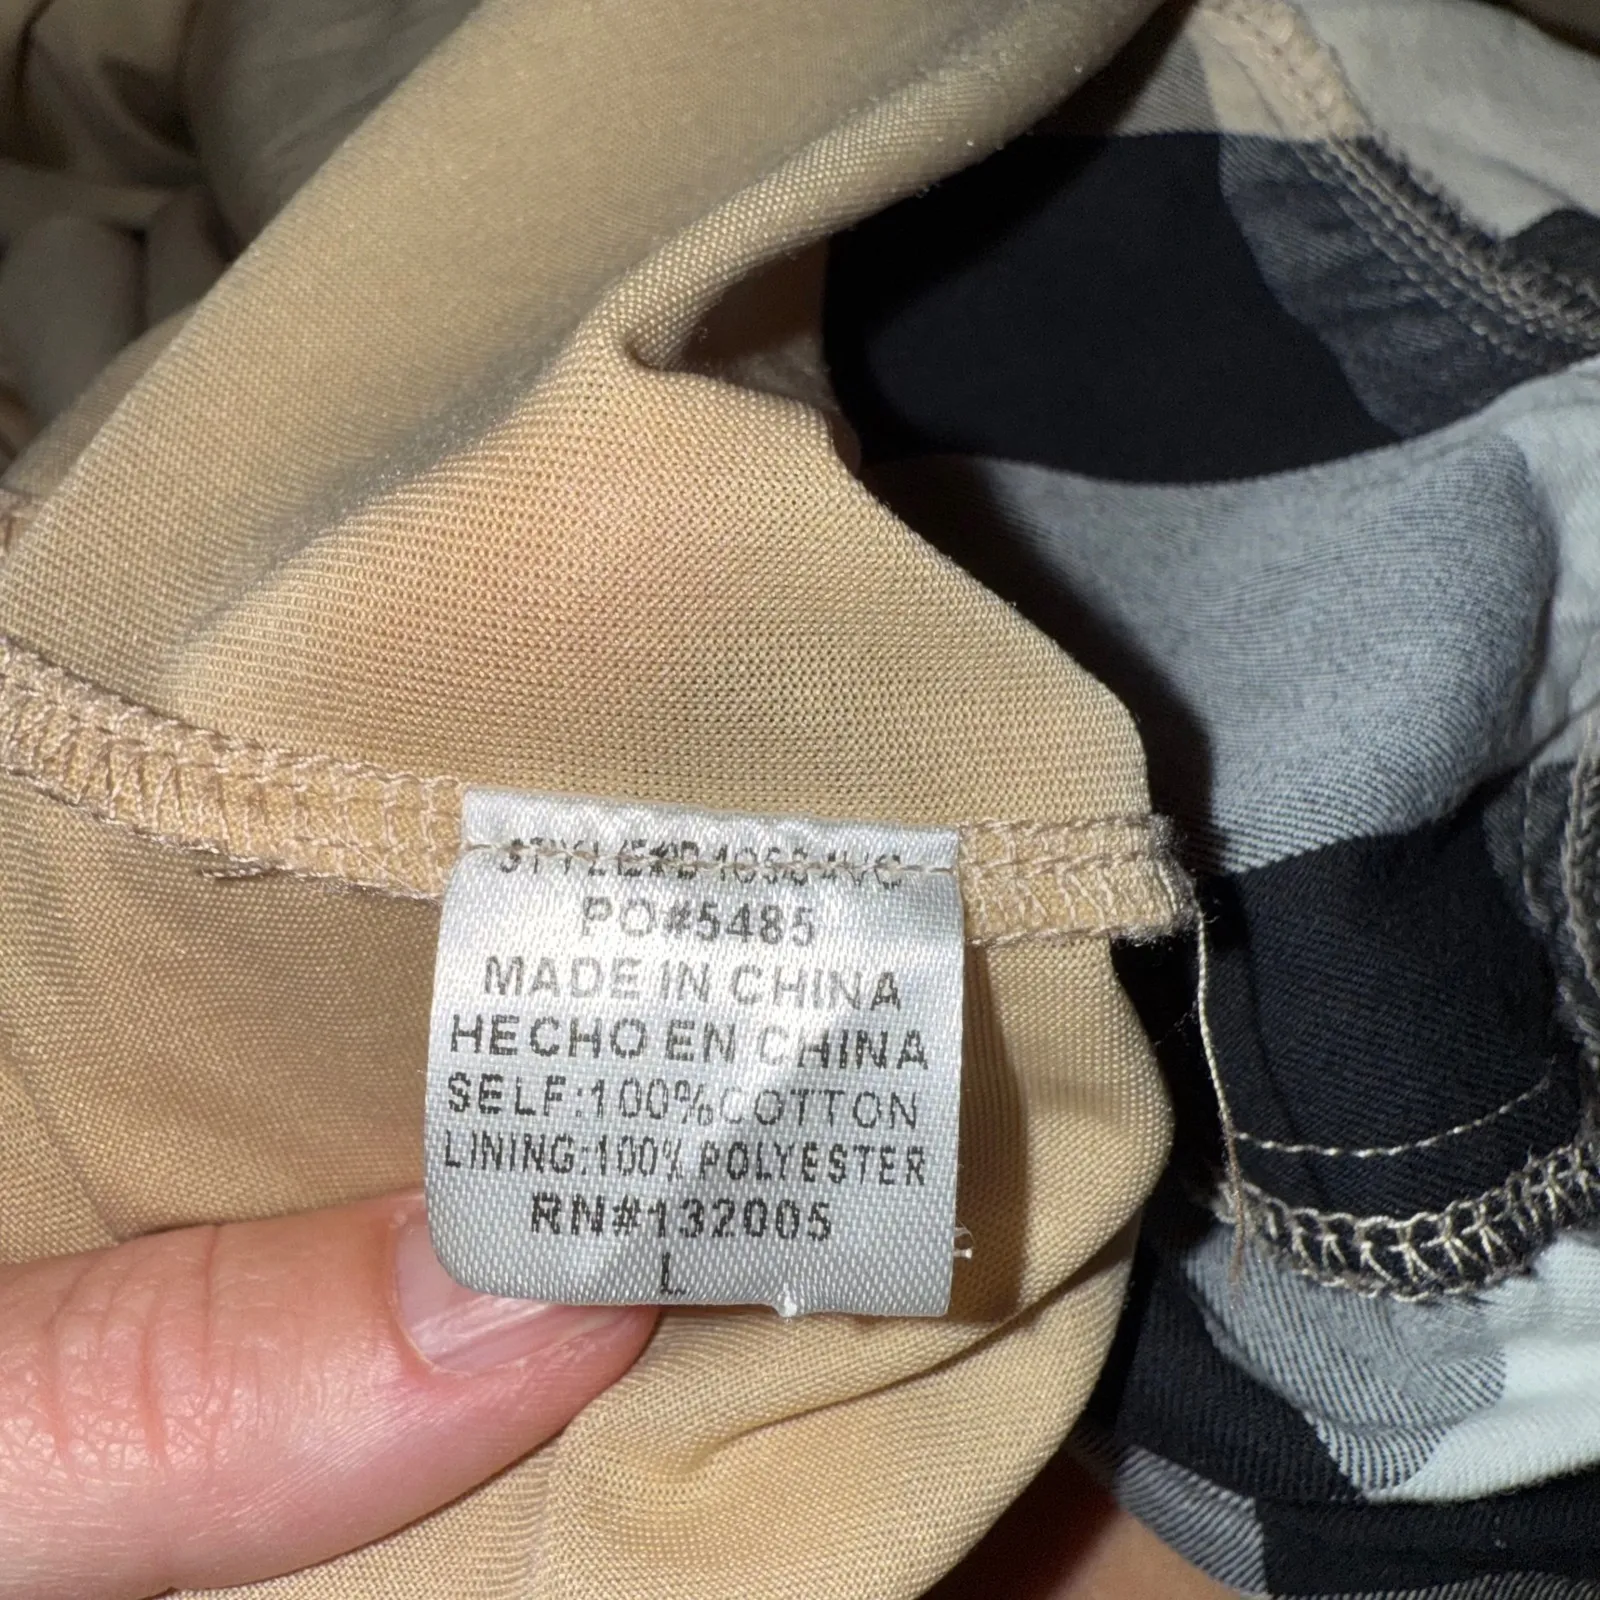 PO#5485
MADE IN CHINA
HECHO EN CHINA
SELF:100%COTTON
LINING:100% POLYESTER
RN#132005
L